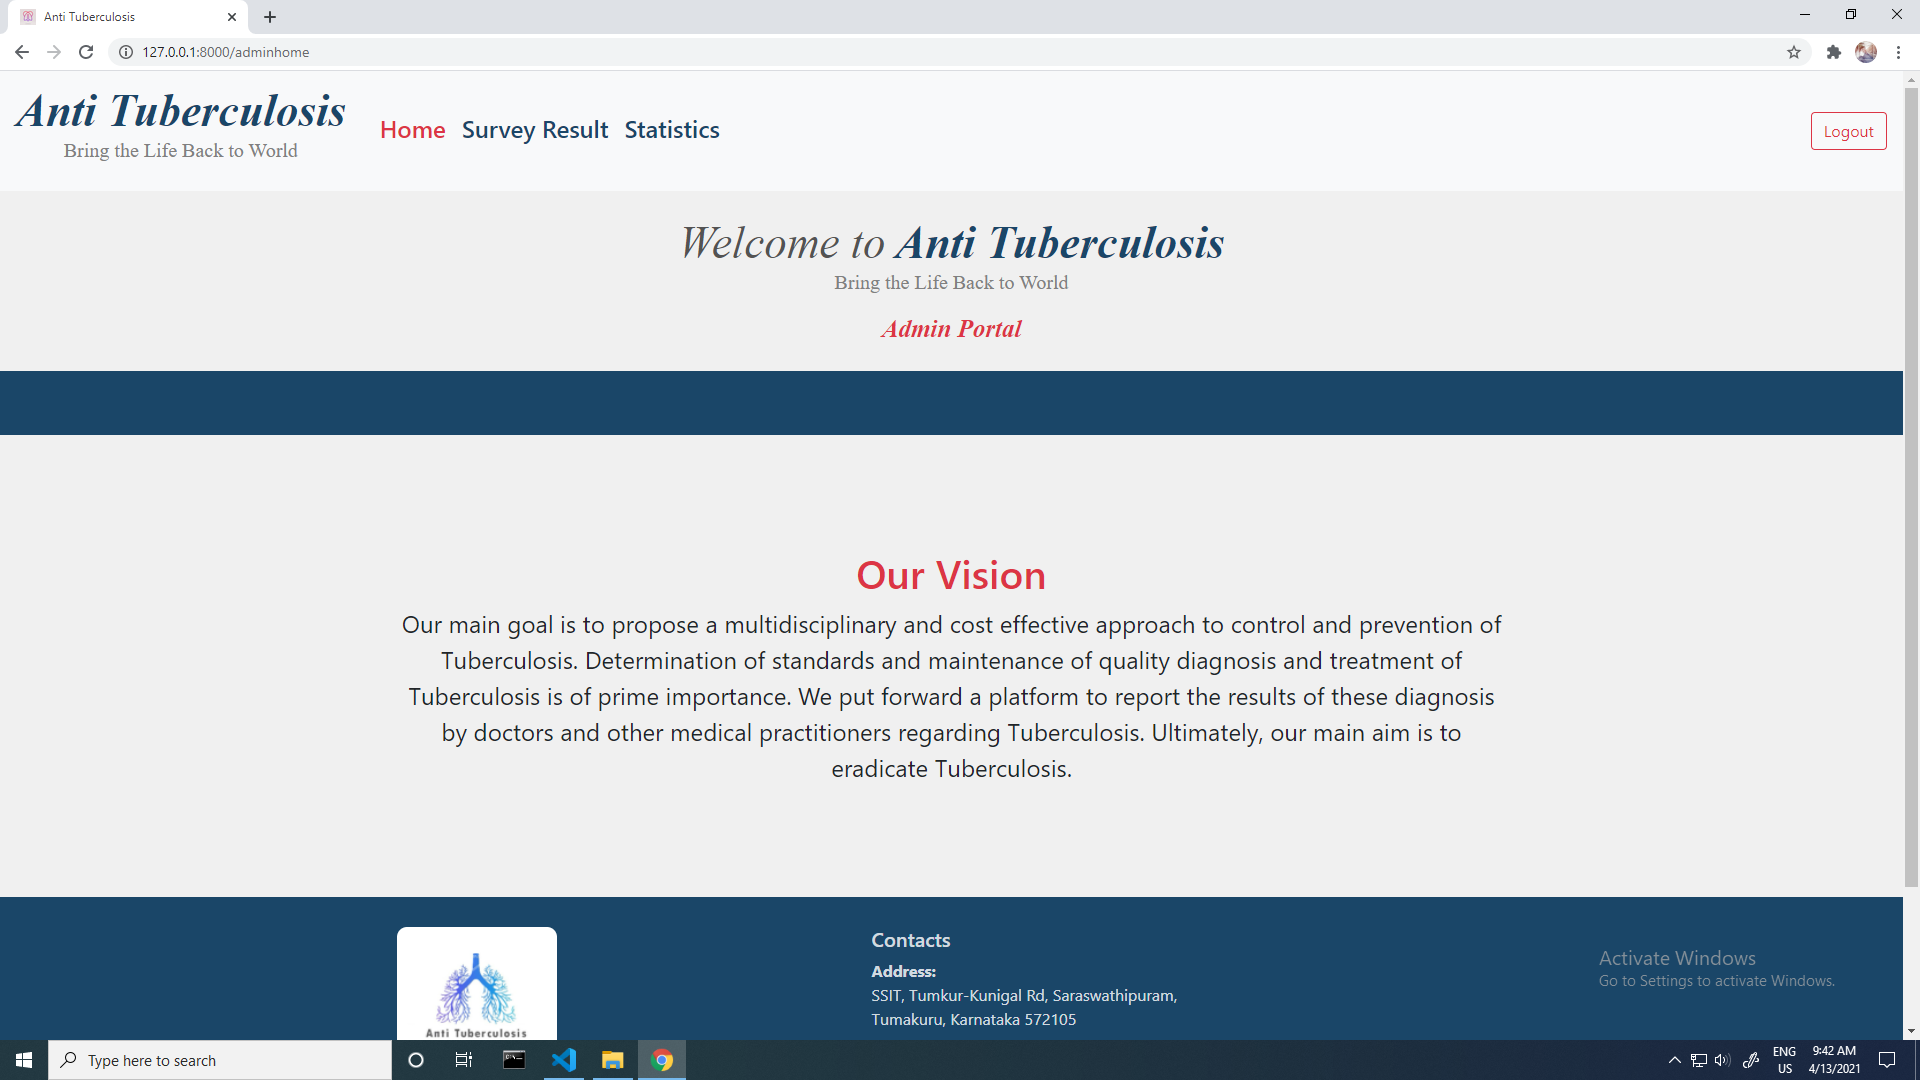 Anti Tuberculosis
127.0.0.1:8000/adminhome
Anti Tuberculosis
Bring the Life Back to World
Home Survey Result Statistics
Logout
Welcome to Anti Tuberculosis
Bring the Life Back to World
Admin Portal
Our Vision
Our main goal is to propose a multidisciplinary and cost effective approach to control and prevention of
Tuberculosis. Determination of standards and maintenance of quality diagnosis and treatment of
Tuberculosis is of prime importance. We put forward a platform to report the results of these diagnosis
by doctors and other medical practitioners regarding Tuberculosis. Ultimately, our main aim is to
eradicate Tuberculosis.
Anti Tuberculosis
Contacts
Address:
SSIT, Tumkur-Kunigal Rd, Saraswathipuram,
Tumakuru, Karnataka 572105
Activate Windows
Go to Settings to activate Windows.
Type here to search
ENG
US
9:42 AM
4/13/2021